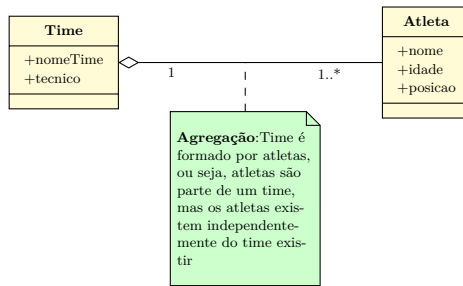 Time
+nomeTime
+tecnico
1
1..*
Atleta
+nome
+idade
+posicao
Agregação:Time é
formado por atletas,
ou seja, atletas são
parte de um time,
mas os atletas exis-
tem independente-
mente do time exis-
tir